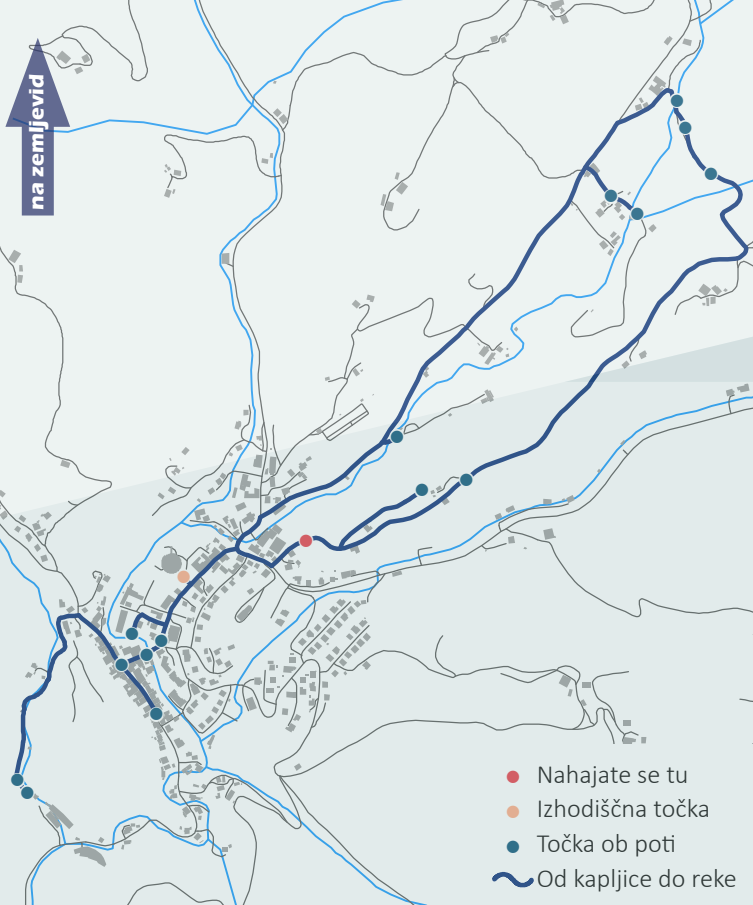 na zemljevid
Nahajate se tu
Izhodiščna točka
Točka ob poti
Od kapljice do reke